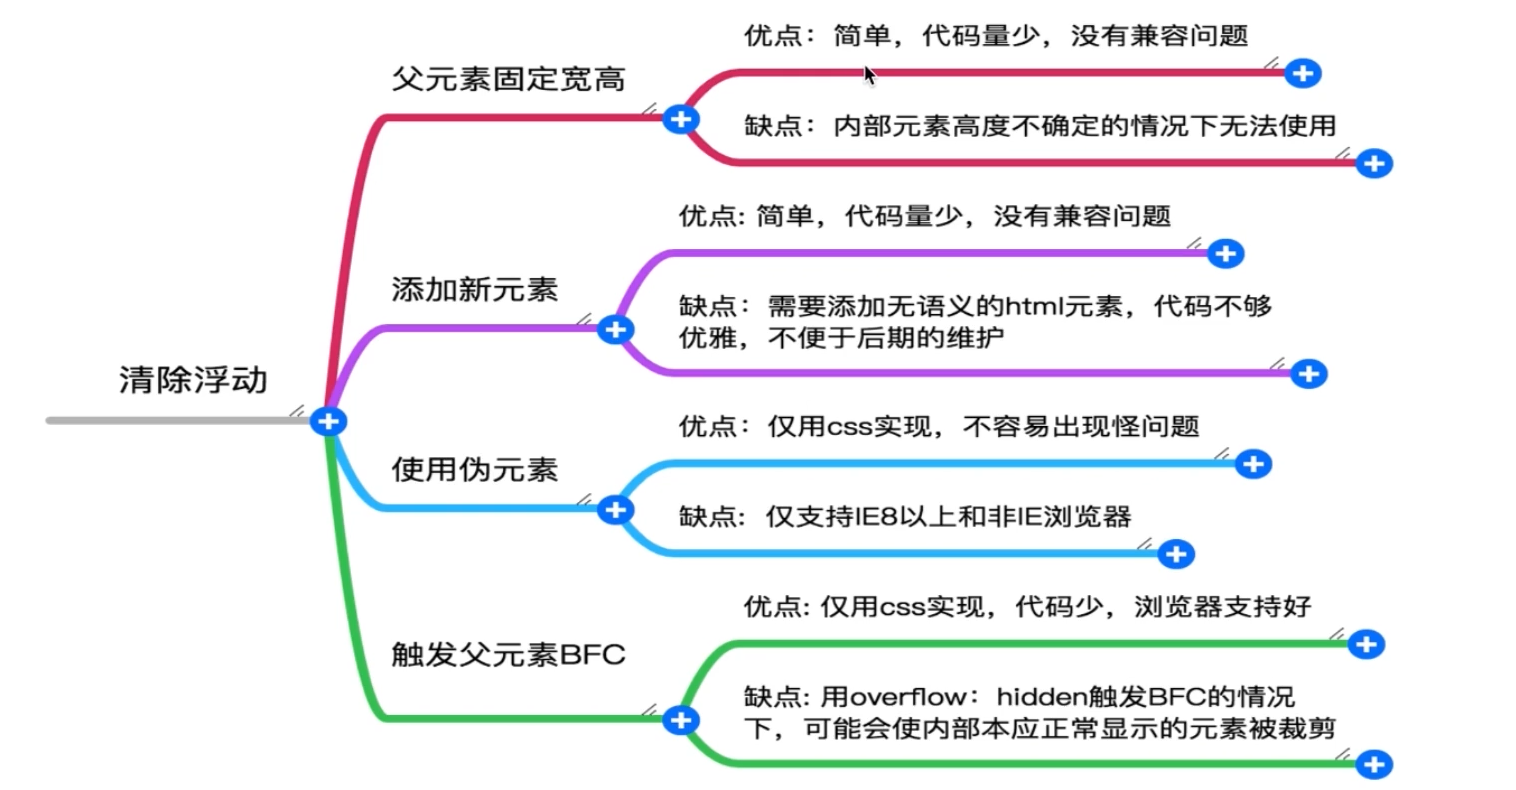 清除浮动
父元素固定宽高
优点：简单，代码量少，没有兼容问题
缺点：内部元素高度不确定的情况下无法使用
添加新元素
优点: 简单，代码量少，没有兼容问题
缺点：需要添加无语义的html元素，代码不够
优雅，不便于后期的维护
使用伪元素
优点：仅用css实现，不容易出现怪问题
缺点：仅支持IE8以上和非IE浏览器
触发父元素BFC
优点: 仅用css实现，代码少，浏览器支持好
缺点: 用overflow：hidden触发BFC的情况
下，可能会使内部本应正常显示的元素被裁剪